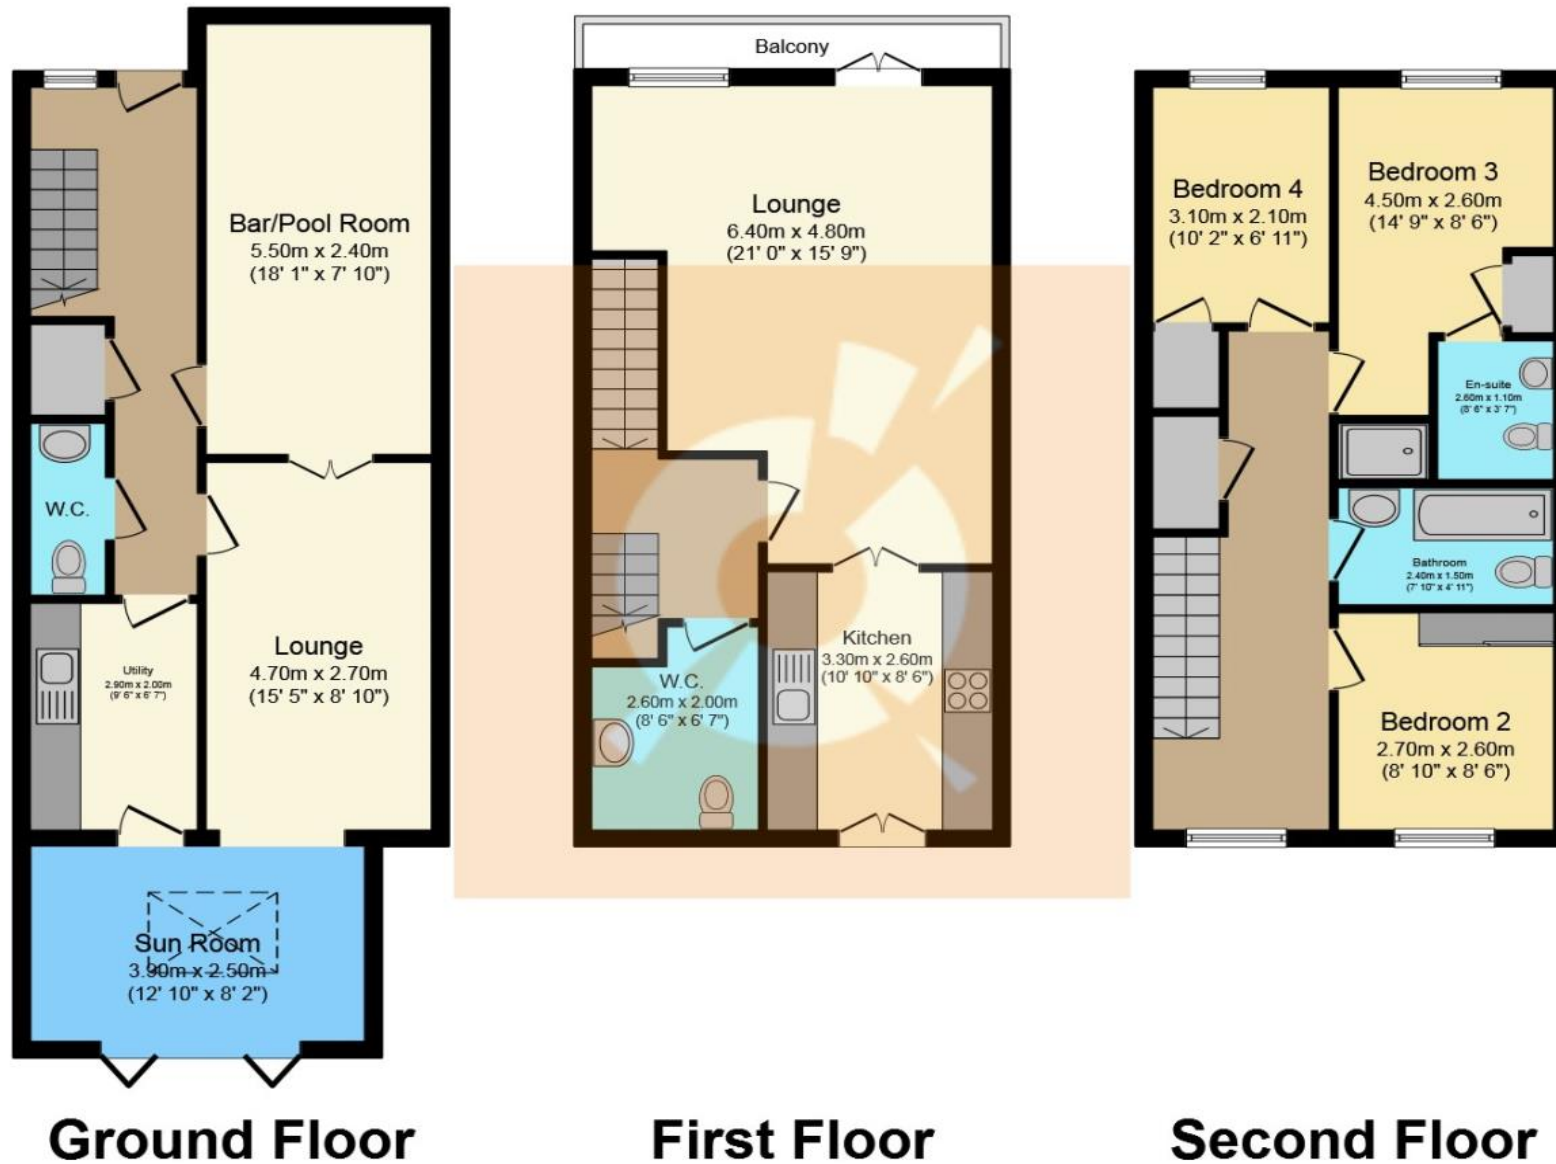 Bar/Pool Room
5.50m x 2.40m
(18' 1" x 7' 10")
W.C.
Lounge
4.70m x 2.70m
(15' 5" x 8' 10")
Utility
2.90m x 2.00m
(9' 6" x 6' 7")
Sun Room
3.90m x 2.50m
(12' 10" x 8' 2")
Ground Floor
Balcony
Lounge
6.40m x 4.80m
(21' 0" x 15' 9")
Kitchen
3.30m x 2.60m
(10' 10" x 8' 6")
W.C.
2.60m x 2.00m
(8' 6" x 6' 7")
First Floor
Bedroom 4
3.10m x 2.10m
(10' 2" x 6' 11")
Bedroom 3
4.50m x 2.60m
(14' 9" x 8' 6")
En-suite
2.60m x 1.10m
(8' 6" x 3' 7")
Bathroom
2.40m x 1.50m
(7' 10" x 4' 11")
Bedroom 2
2.70m x 2.60m
(8' 10" x 8' 6")
Second Floor